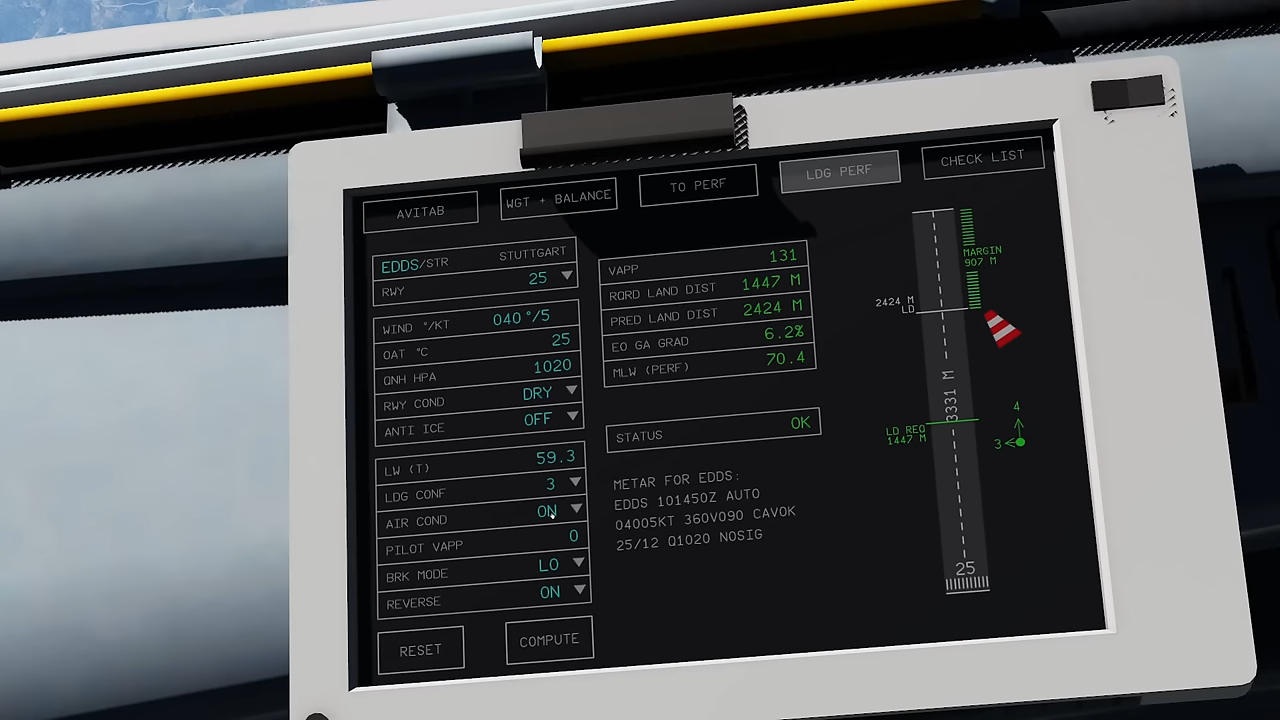 AVITAB
WGT + BALANCE
TO PERF
LDG PERF
CHECK LIST
EDDS/STR STUTTGART
RWY 25
WIND °/KT 040°/5
OAT °C 25
QNH HPA 1020
RWY COND DRY
ANTI ICE OFF
LW (T) 59.3
LDG CONF 3
AIR COND ON
PILOT VAPP 0
BRK MODE LO
REVERSE ON
RESET
COMPUTE
VAPP 131
RQRD LAND DIST 1447 M
PRED LAND DIST 2424 M
EO GA GRAD 6.2%
MLW (PERF) 70.4
STATUS OK
METAR FOR EDDS:
EDDS 101450Z AUTO
04005KT 360V090 CAVOK
25/12 Q1020 NOSIG
MARGIN
907 M
2424 M
LD
3331 M
LD REQ
1447 M
4
3
25